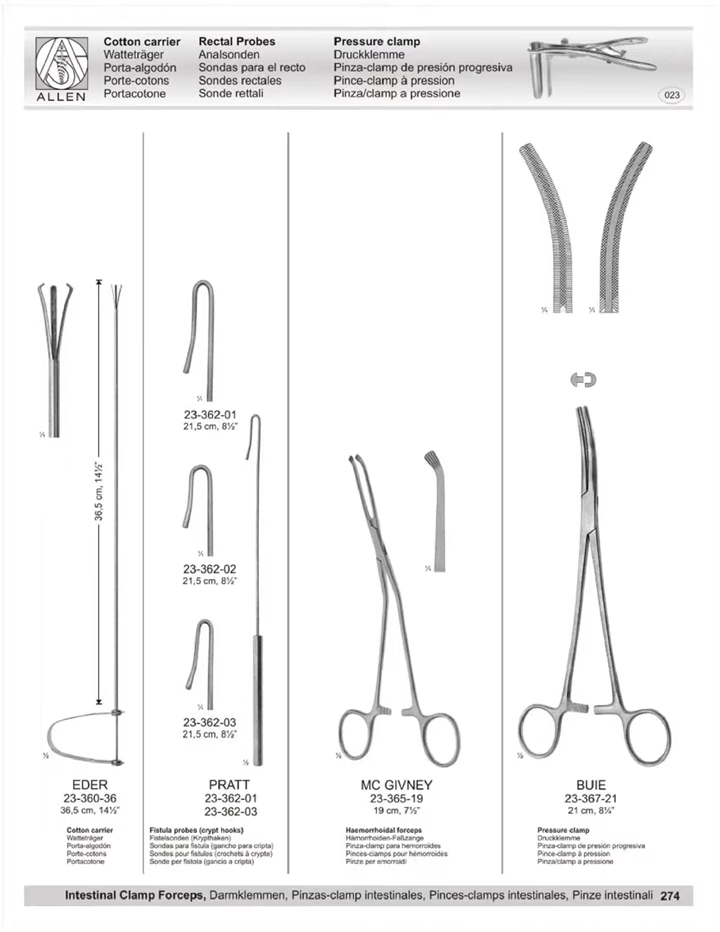 ALLEN
Cotton carrier
Watteträger
Porta-algodón
Porte-cotons
Portacotone
Rectal Probes
Analsonden
Sondas para el recto
Sondes rectales
Sonde rettali
Pressure clamp
Druckklemme
Pinza-clamp de presión progresiva
Pince-clamp à pression
Pinza/clamp a pressione
023
36,5 cm, 14½"
EDER
23-360-36
36,5 cm, 14½"
Cotton carrier
Watteträger
Porta-algodón
Porte-cotons
Portacotone
23-362-01
21,5 cm, 8½"
23-362-02
21,5 cm, 8½"
23-362-03
21,5 cm, 8½"
PRATT
23-362-01
23-362-03
Fistula probes (crypt hooks)
Fistelsonden (Krypthaken)
Sondas para fistula (gancho para cripta)
Sondes pour fistules (crochets à crypte)
Sonde per fistola (gancio a cripta)
MC GIVNEY
23-365-19
19 cm, 7½"
Haemorrhoidal forceps
Hämorrhoiden-Faßzange
Pinza-clamp para hemorroides
Pinces-clamps pour hémorroides
Pinze per emorroidi
BUIE
23-367-21
21 cm, 8¼"
Pressure clamp
Druckklemme
Pinza-clamp de presión progresiva
Pince-clamp à pression
Pinza/clamp a pressione
Intestinal Clamp Forceps, Darmklemmen, Pinzas-clamp intestinales, Pinces-clamps intestinales, Pinze intestinali 274